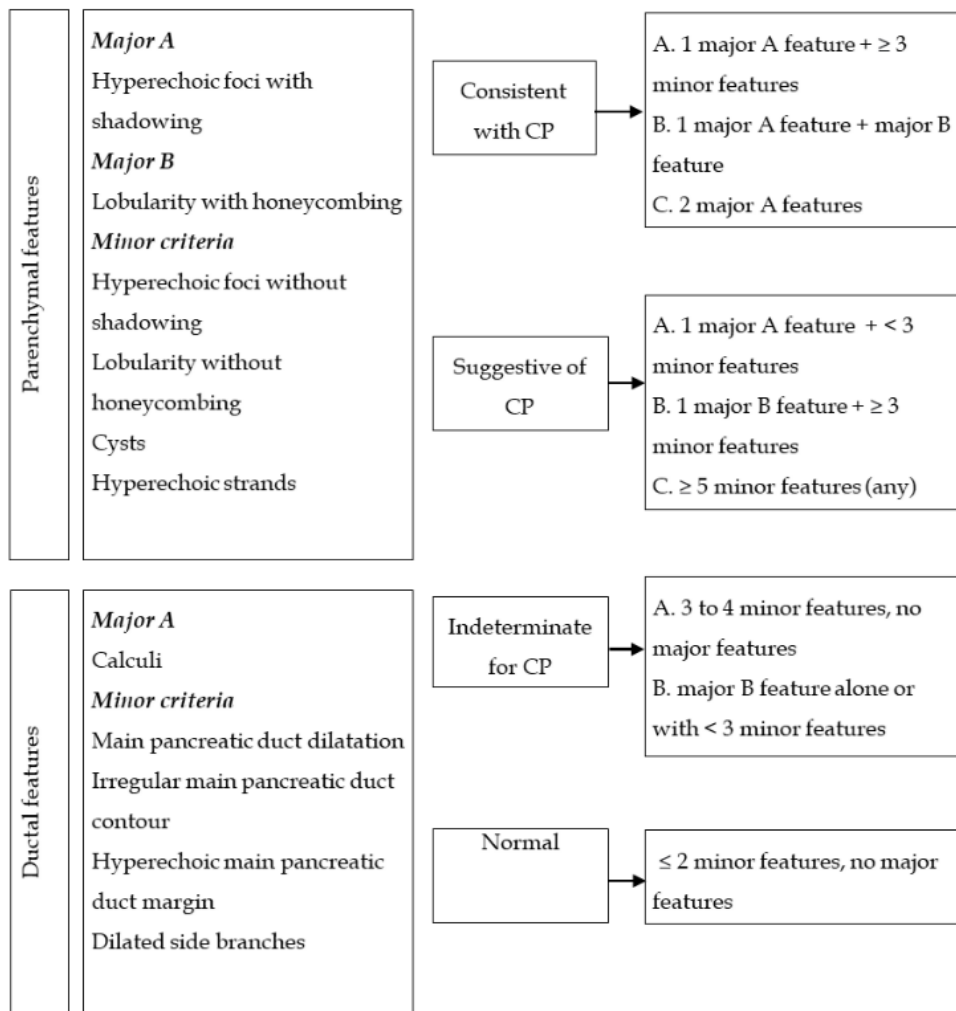 Parenchymal features
Major A
Hyperechoic foci with
shadowing
Major B
Lobularity with honeycombing
Minor criteria
Hyperechoic foci without
shadowing
Lobularity without
honeycombing
Cysts
Hyperechoic strands
Ductal features
Major A
Calculi
Minor criteria
Main pancreatic duct dilatation
Irregular main pancreatic duct
contour
Hyperechoic main pancreatic
duct margin
Dilated side branches
Consistent
with CP
A. 1 major A feature + ≥ 3
minor features
B. 1 major A feature + major B
feature
C. 2 major A features
Suggestive of
CP
A. 1 major A feature + < 3
minor features
B. 1 major B feature + ≥ 3
minor features
C. ≥ 5 minor features (any)
Indeterminate
for CP
A. 3 to 4 minor features, no
major features
B. major B feature alone or
with < 3 minor features
Normal
≤ 2 minor features, no major
features